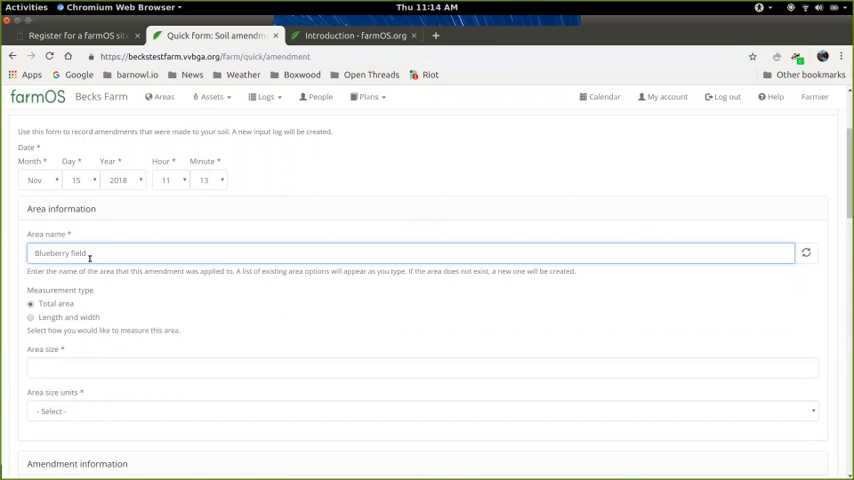 Activities Chromium Web Browser Thu 11:14 AM
Register for a farmOS sit Quick form: Soil amendm Introduction - farmOS.org
https://beckstestfarm.vvbga.org/farm/quick/amendment
Apps Google barnowl.io News Weather Boxwood Open Threads Riot Other bookmarks
farmOS Becks Farm Areas Assets Logs People Plans Calendar My account Log out Help Farmier
Use this form to record amendments that were made to your soil. A new input log will be created.
Date *
Month * Day * Year * Hour * Minute *
Nov 15 2018 11 13
Area information
Area name *
Blueberry field
Enter the name of the area that this amendment was applied to. A list of existing area options will appear as you type. If the area does not exist, a new one will be created.
Measurement type
Total area
Length and width
Select how you would like to measure this area.
Area size *
Area size units *
- Select -
Amendment information